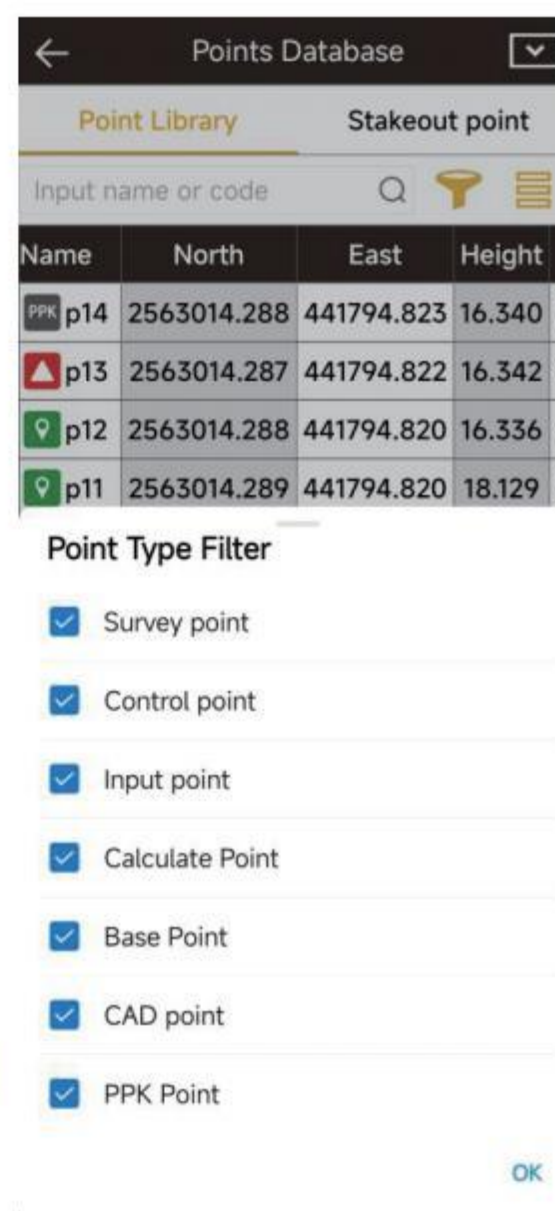 Points Database
Point Library Stakeout point
Input name or code
Name North East Height
PPK p14 2563014.288 441794.823 16.340
p13 2563014.287 441794.822 16.342
p12 2563014.288 441794.820 16.336
p11 2563014.289 441794.820 18.129
Point Type Filter
Survey point
Control point
Input point
Calculate Point
Base Point
CAD point
PPK Point
OK